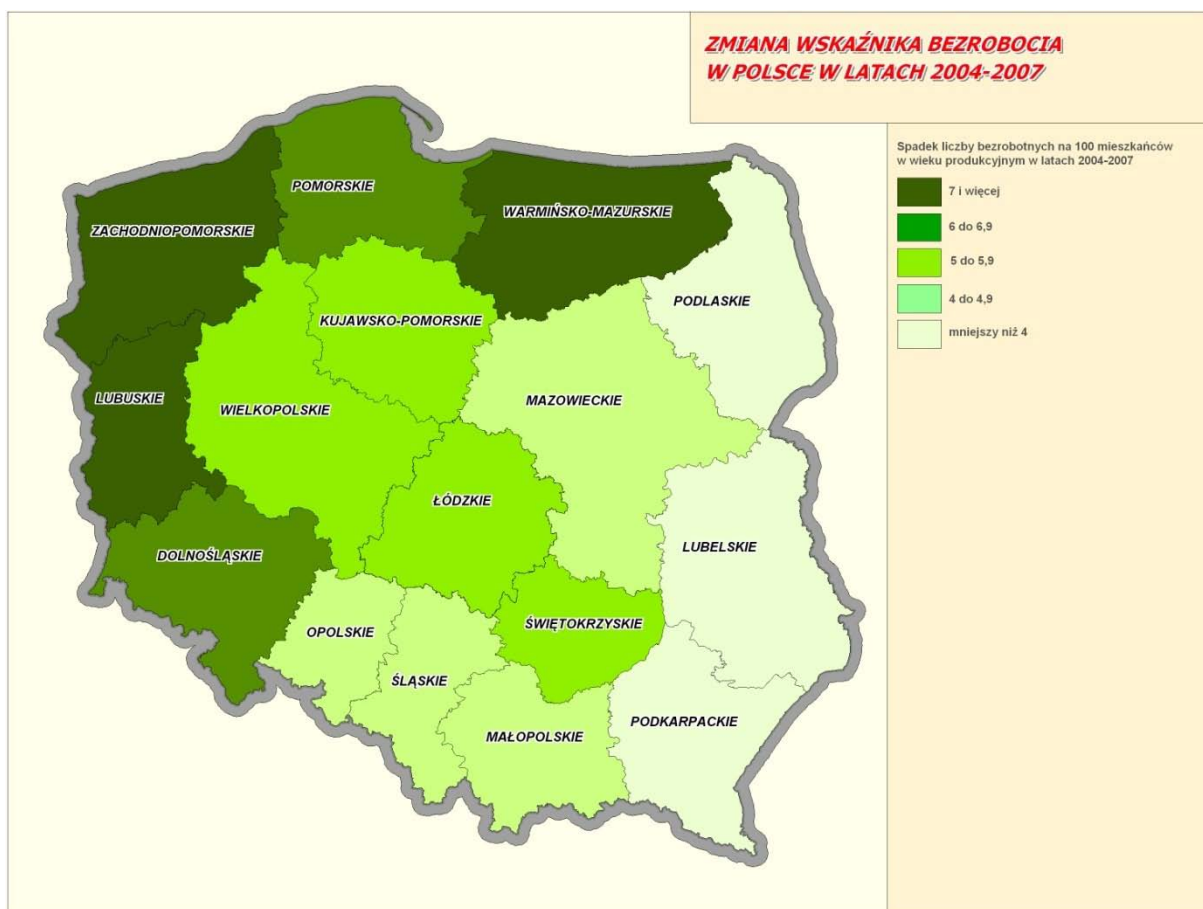 ZMIANA WSKAŹNIKA BEZROBOCIA
W POLSCE W LATACH 2004-2007
Spadek liczby bezrobotnych na 100 mieszkańców
w wieku produkcyjnym w latach 2004-2007
7 i więcej
6 do 6,9
5 do 5,9
4 do 4,9
mniejszy niż 4
POMORSKIE
WARMIŃSKO-MAZURSKIE
ZACHODNIOPOMORSKIE
PODLASKIE
KUJAWSKO-POMORSKIE
LUBUSKIE
WIELKOPOLSKIE
MAZOWIECKIE
ŁÓDZKIE
LUBELSKIE
DOLNOŚLĄSKIE
OPOLSKIE
ŚWIĘTOKRZYSKIE
ŚLĄSKIE
PODKARPACKIE
MAŁOPOLSKIE